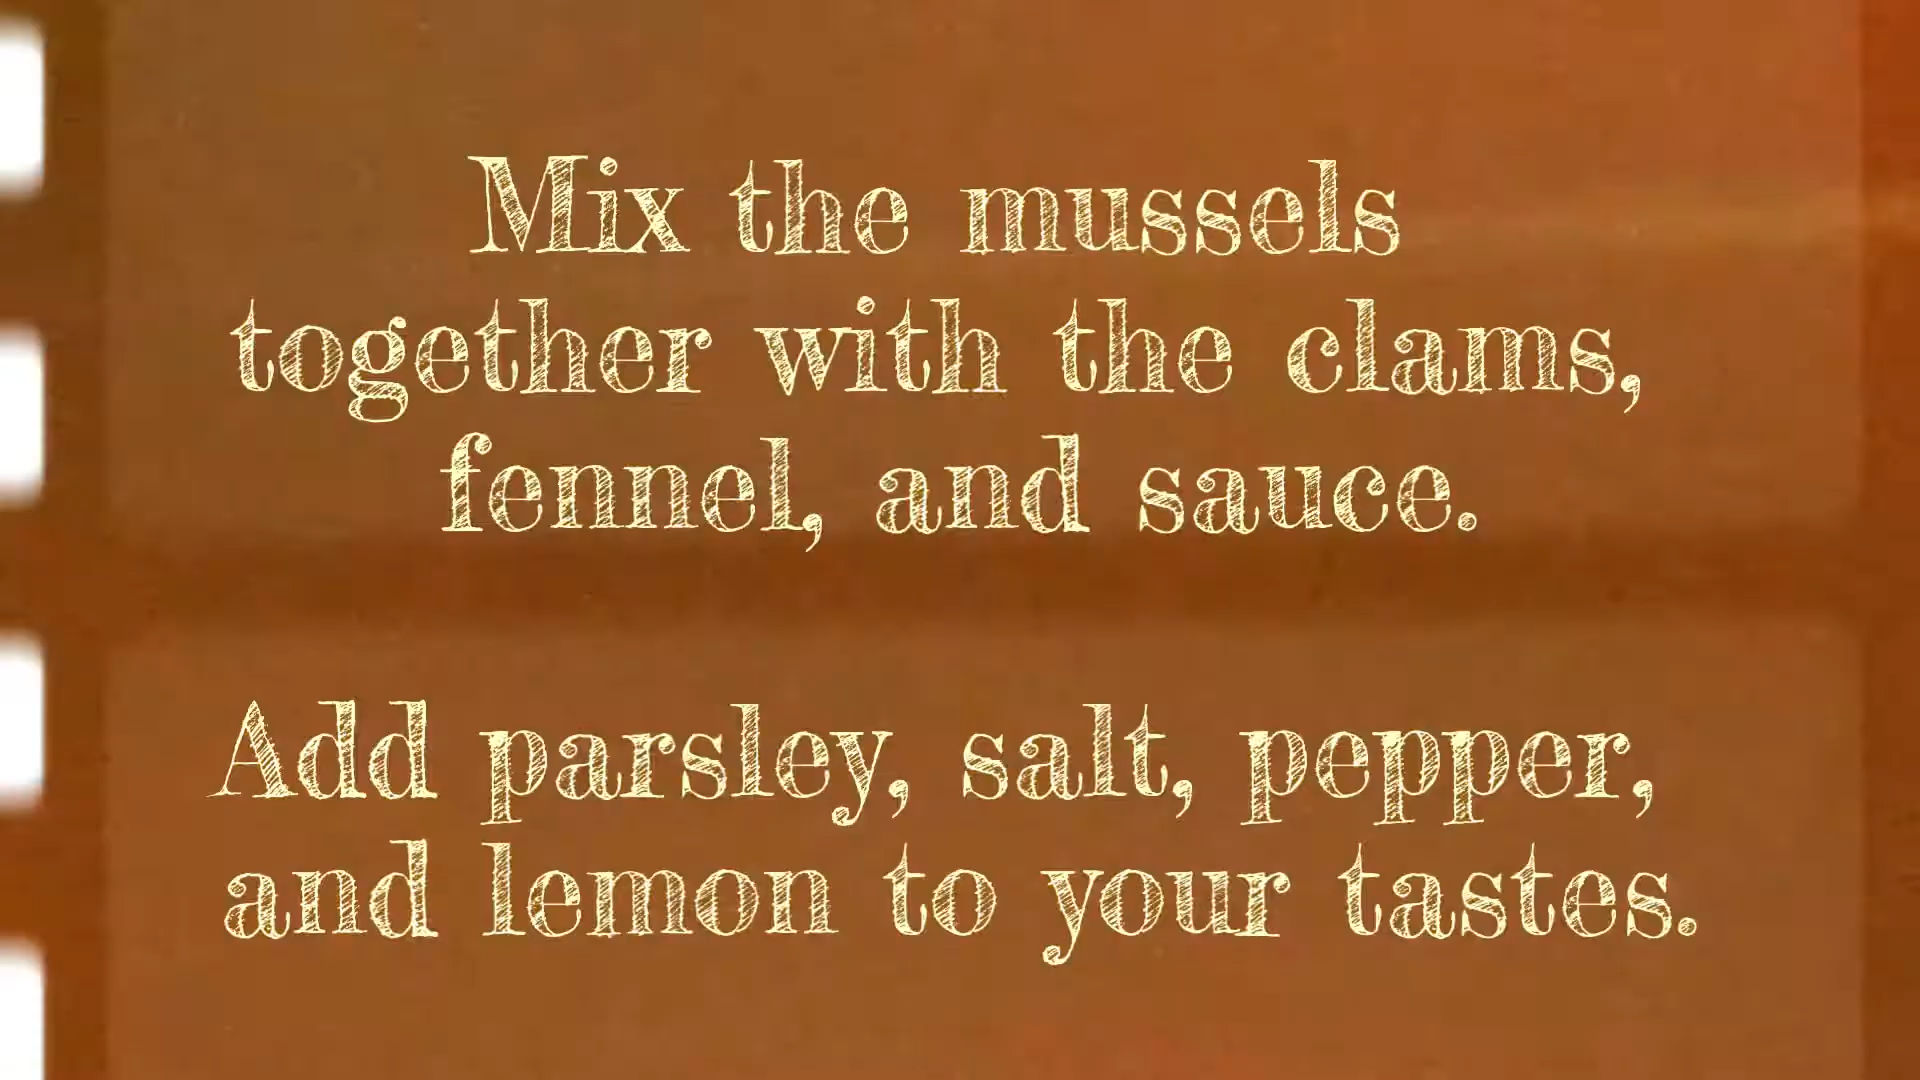 Mix the mussels
together with the clams,
fennel, and sauce.
Add parsley, salt, pepper,
and lemon to your tastes.